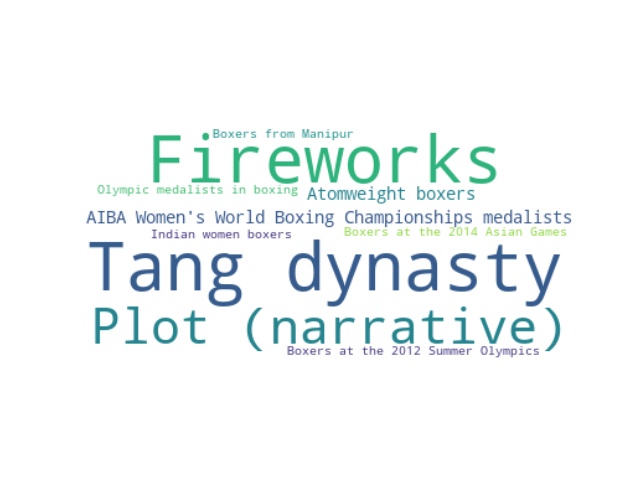 Boxers from Manipur
Fireworks
Olympic medalists in boxing
Atomweight boxers
AIBA Women's World Boxing Championships medalists
Indian women boxers
Boxers at the 2014 Asian Games
Tang dynasty
Plot (narrative)
Boxers at the 2012 Summer Olympics